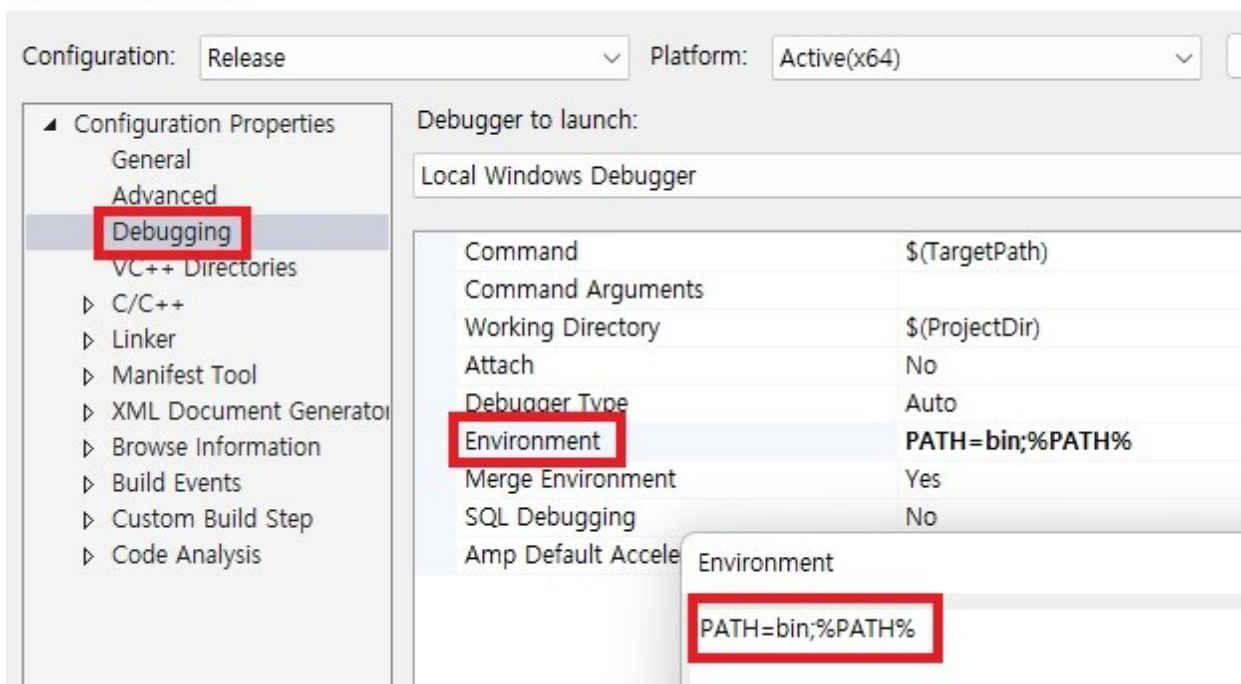 Configuration: Release Platform: Active(x64)
Configuration Properties
General
Advanced
Debugging
VC++ Directories
C/C++
Linker
Manifest Tool
XML Document Generator
Browse Information
Build Events
Custom Build Step
Code Analysis
Debugger to launch:
Local Windows Debugger
Command $(TargetPath)
Command Arguments
Working Directory $(ProjectDir)
Attach No
Debugger Type Auto
Environment PATH=bin;%PATH%
Merge Environment Yes
SQL Debugging No
Amp Default Accele
Environment
PATH=bin;%PATH%